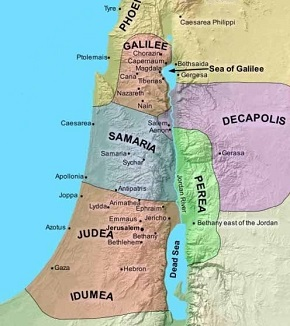 Tyre
PHOE
Caesarea Philippi
Ptolemais
GALILEE
Chorazin
Bethsaida
Capernaum
Magdala
Sea of Galilee
Cana
Tiberias
Gergesa
Nazareth
Nain
Caesarea
Salem
Aenon
DECAPOLIS
SAMARIA
Samaria
Sychar
Gerasa
Apollonia
Jordan River
PEREA
Antipatris
Joppa
Arimathea
Lydda
Ephraim
Emmaus
Jericho
Azotus
JUDEA
Jerusalem
Bethany
Bethany east of the Jordan
Bethlehem
Dead Sea
Gaza
Hebron
IDUMEA